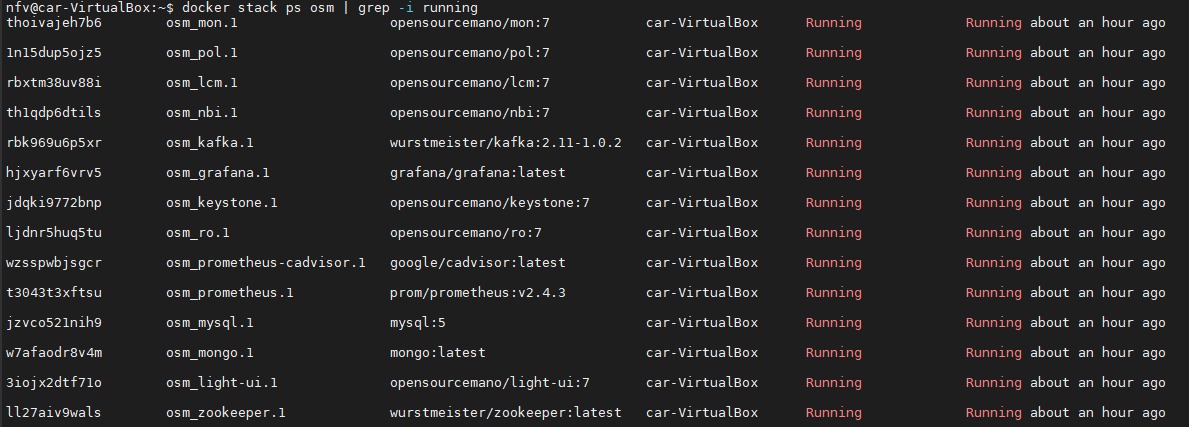 nfv@car-VirtualBox:~$ docker stack ps osm | grep -i running
thoivajeh7b6 osm_mon.1 opensourcemano/mon:7 car-VirtualBox Running Running about an hour ago
1n15dup5ojz5 osm_pol.1 opensourcemano/pol:7 car-VirtualBox Running Running about an hour ago
rbxtm38uv88i osm_lcm.1 opensourcemano/lcm:7 car-VirtualBox Running Running about an hour ago
th1qdp6dtils osm_nbi.1 opensourcemano/nbi:7 car-VirtualBox Running Running about an hour ago
rbk969u6p5xr osm_kafka.1 wurstmeister/kafka:2.11-1.0.2 car-VirtualBox Running Running about an hour ago
hjxyarf6vrv5 osm_grafana.1 grafana/grafana:latest car-VirtualBox Running Running about an hour ago
jdqki9772bnp osm_keystone.1 opensourcemano/keystone:7 car-VirtualBox Running Running about an hour ago
ljdnr5huq5tu osm_ro.1 opensourcemano/ro:7 car-VirtualBox Running Running about an hour ago
wzsspwbjsgcr osm_prometheus-cadvisor.1 google/cadvisor:latest car-VirtualBox Running Running about an hour ago
t3043t3xftsu osm_prometheus.1 prom/prometheus:v2.4.3 car-VirtualBox Running Running about an hour ago
jzvco521nih9 osm_mysql.1 mysql:5 car-VirtualBox Running Running about an hour ago
w7afaodr8v4m osm_mongo.1 mongo:latest car-VirtualBox Running Running about an hour ago
3iojx2dtf71o osm_light-ui.1 opensourcemano/light-ui:7 car-VirtualBox Running Running about an hour ago
ll27aiv9wals osm_zookeeper.1 wurstmeister/zookeeper:latest car-VirtualBox Running Running about an hour ago